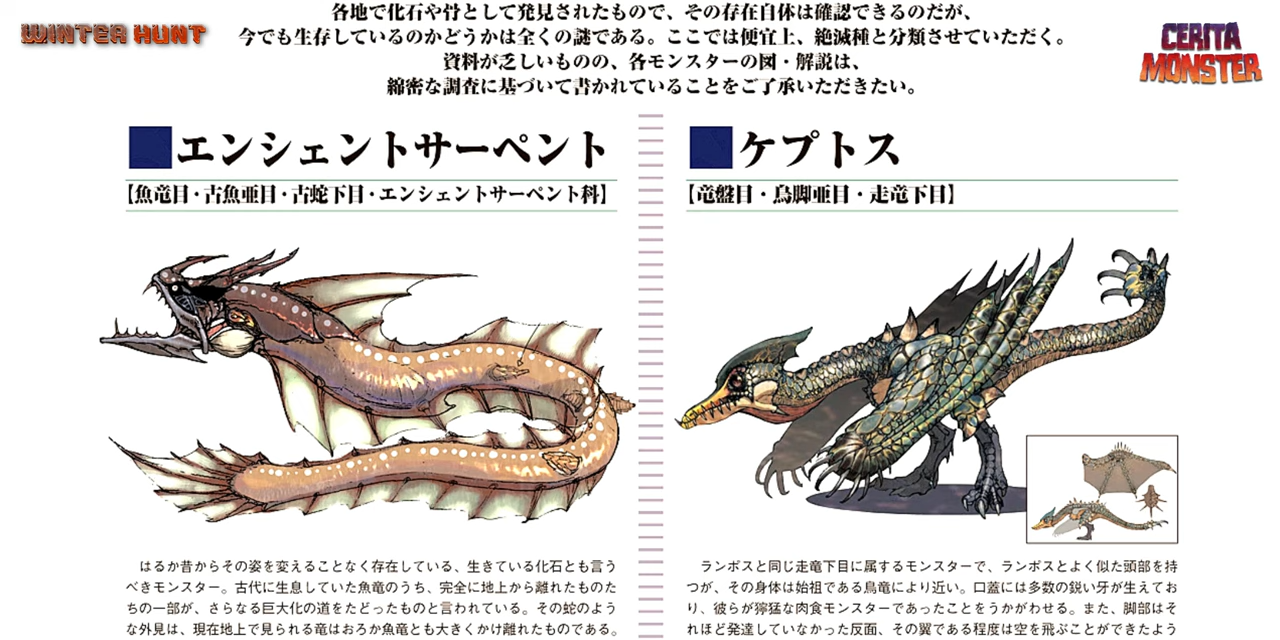 WINTER HUNT
CERITA
MONSTER
各地で化石や骨として発見されたもので、その存在自体は確認できるのだが、
今でも生存しているのかどうかは全くの謎である。ここでは便宜上、絶滅種と分類させていただく。
資料が乏しいものの、各モンスターの図・解説は、
綿密な調査に基づいて書かれていることをご了承いただきたい。
エンシェントサーペント
【魚竜目・古魚亜目・古蛇下目・エンシェントサーペント科】
はるか昔からその姿を変えることなく存在している、生きている化石とも言う
べきモンスター。古代に生息していた魚竜のうち、完全に地上から離れたものた
ちの一部が、さらなる巨大化の道をたどったものと言われている。その蛇のよう
な外見は、現在地上で見られる竜はおろか魚竜とも大きくかけ離れたものである。
ケプトス
【竜盤目・鳥脚亜目・走竜下目】
ランポスと同じ走竜下目に属するモンスターで、ランポスとよく似た頭部を持
つが、その身体は始祖である鳥竜により近い。口蓋には多数の鋭い牙が生えてお
り、彼らが獰猛な肉食モンスターであったことをうかがわせる。また、脚部はそ
れほど発達していなかった反面、その翼である程度は空を飛ぶことができたよう